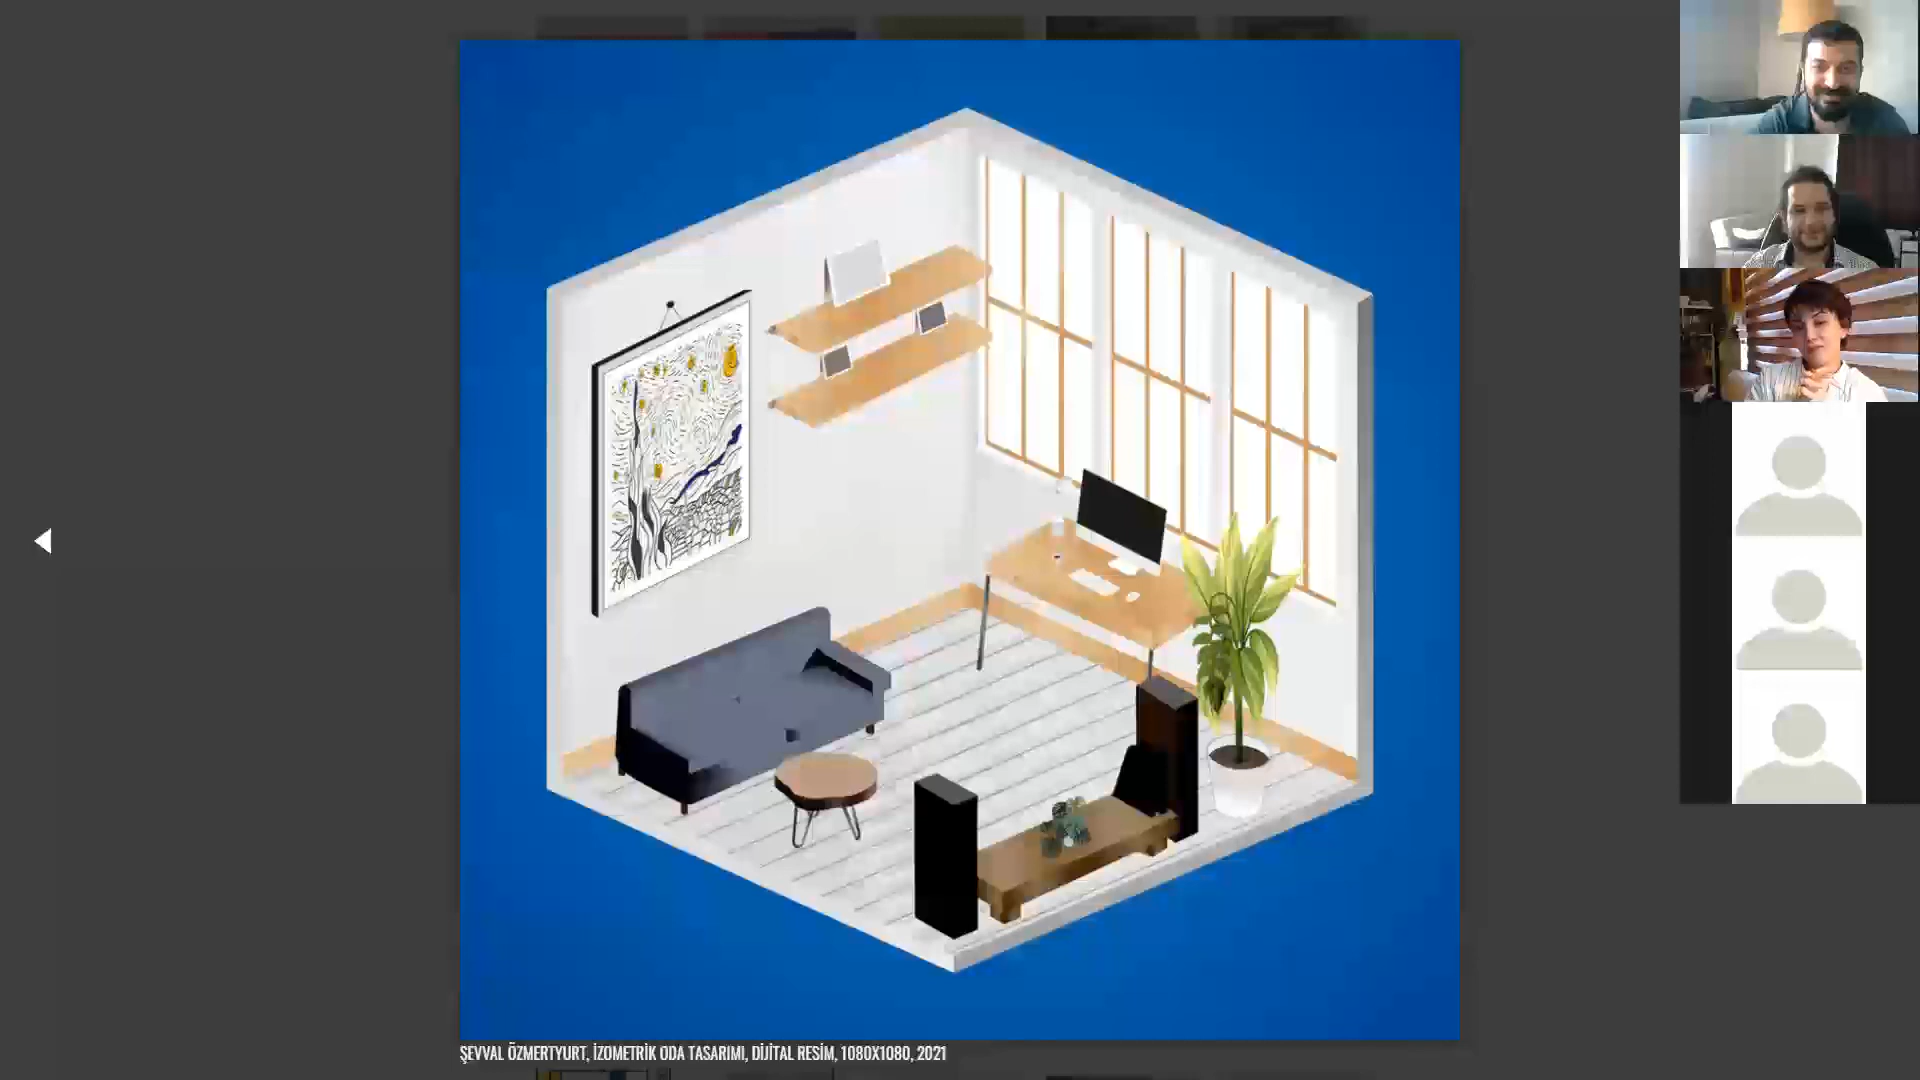 ŞEVVAL ÖZMERTYURT, İZOMETRİK ODA TASARIMI, DİJİTAL RESİM, 1080X1080, 2021